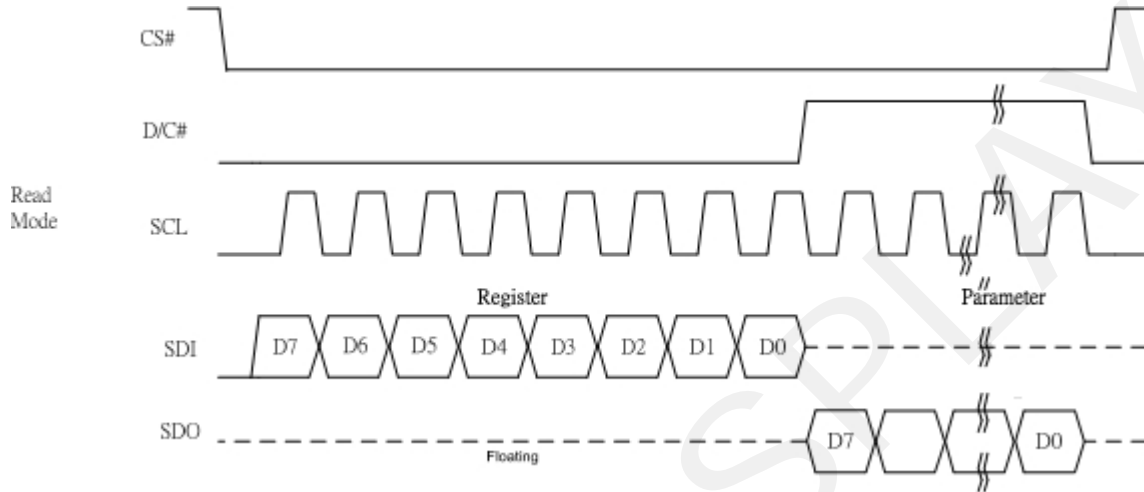 CS#
D/C#
Read
Mode
SCL
Register
Parameter
SDI
D7 D6 D5 D4 D3 D2 D1 D0
SDO
Floating
D7 D0
SPLAY